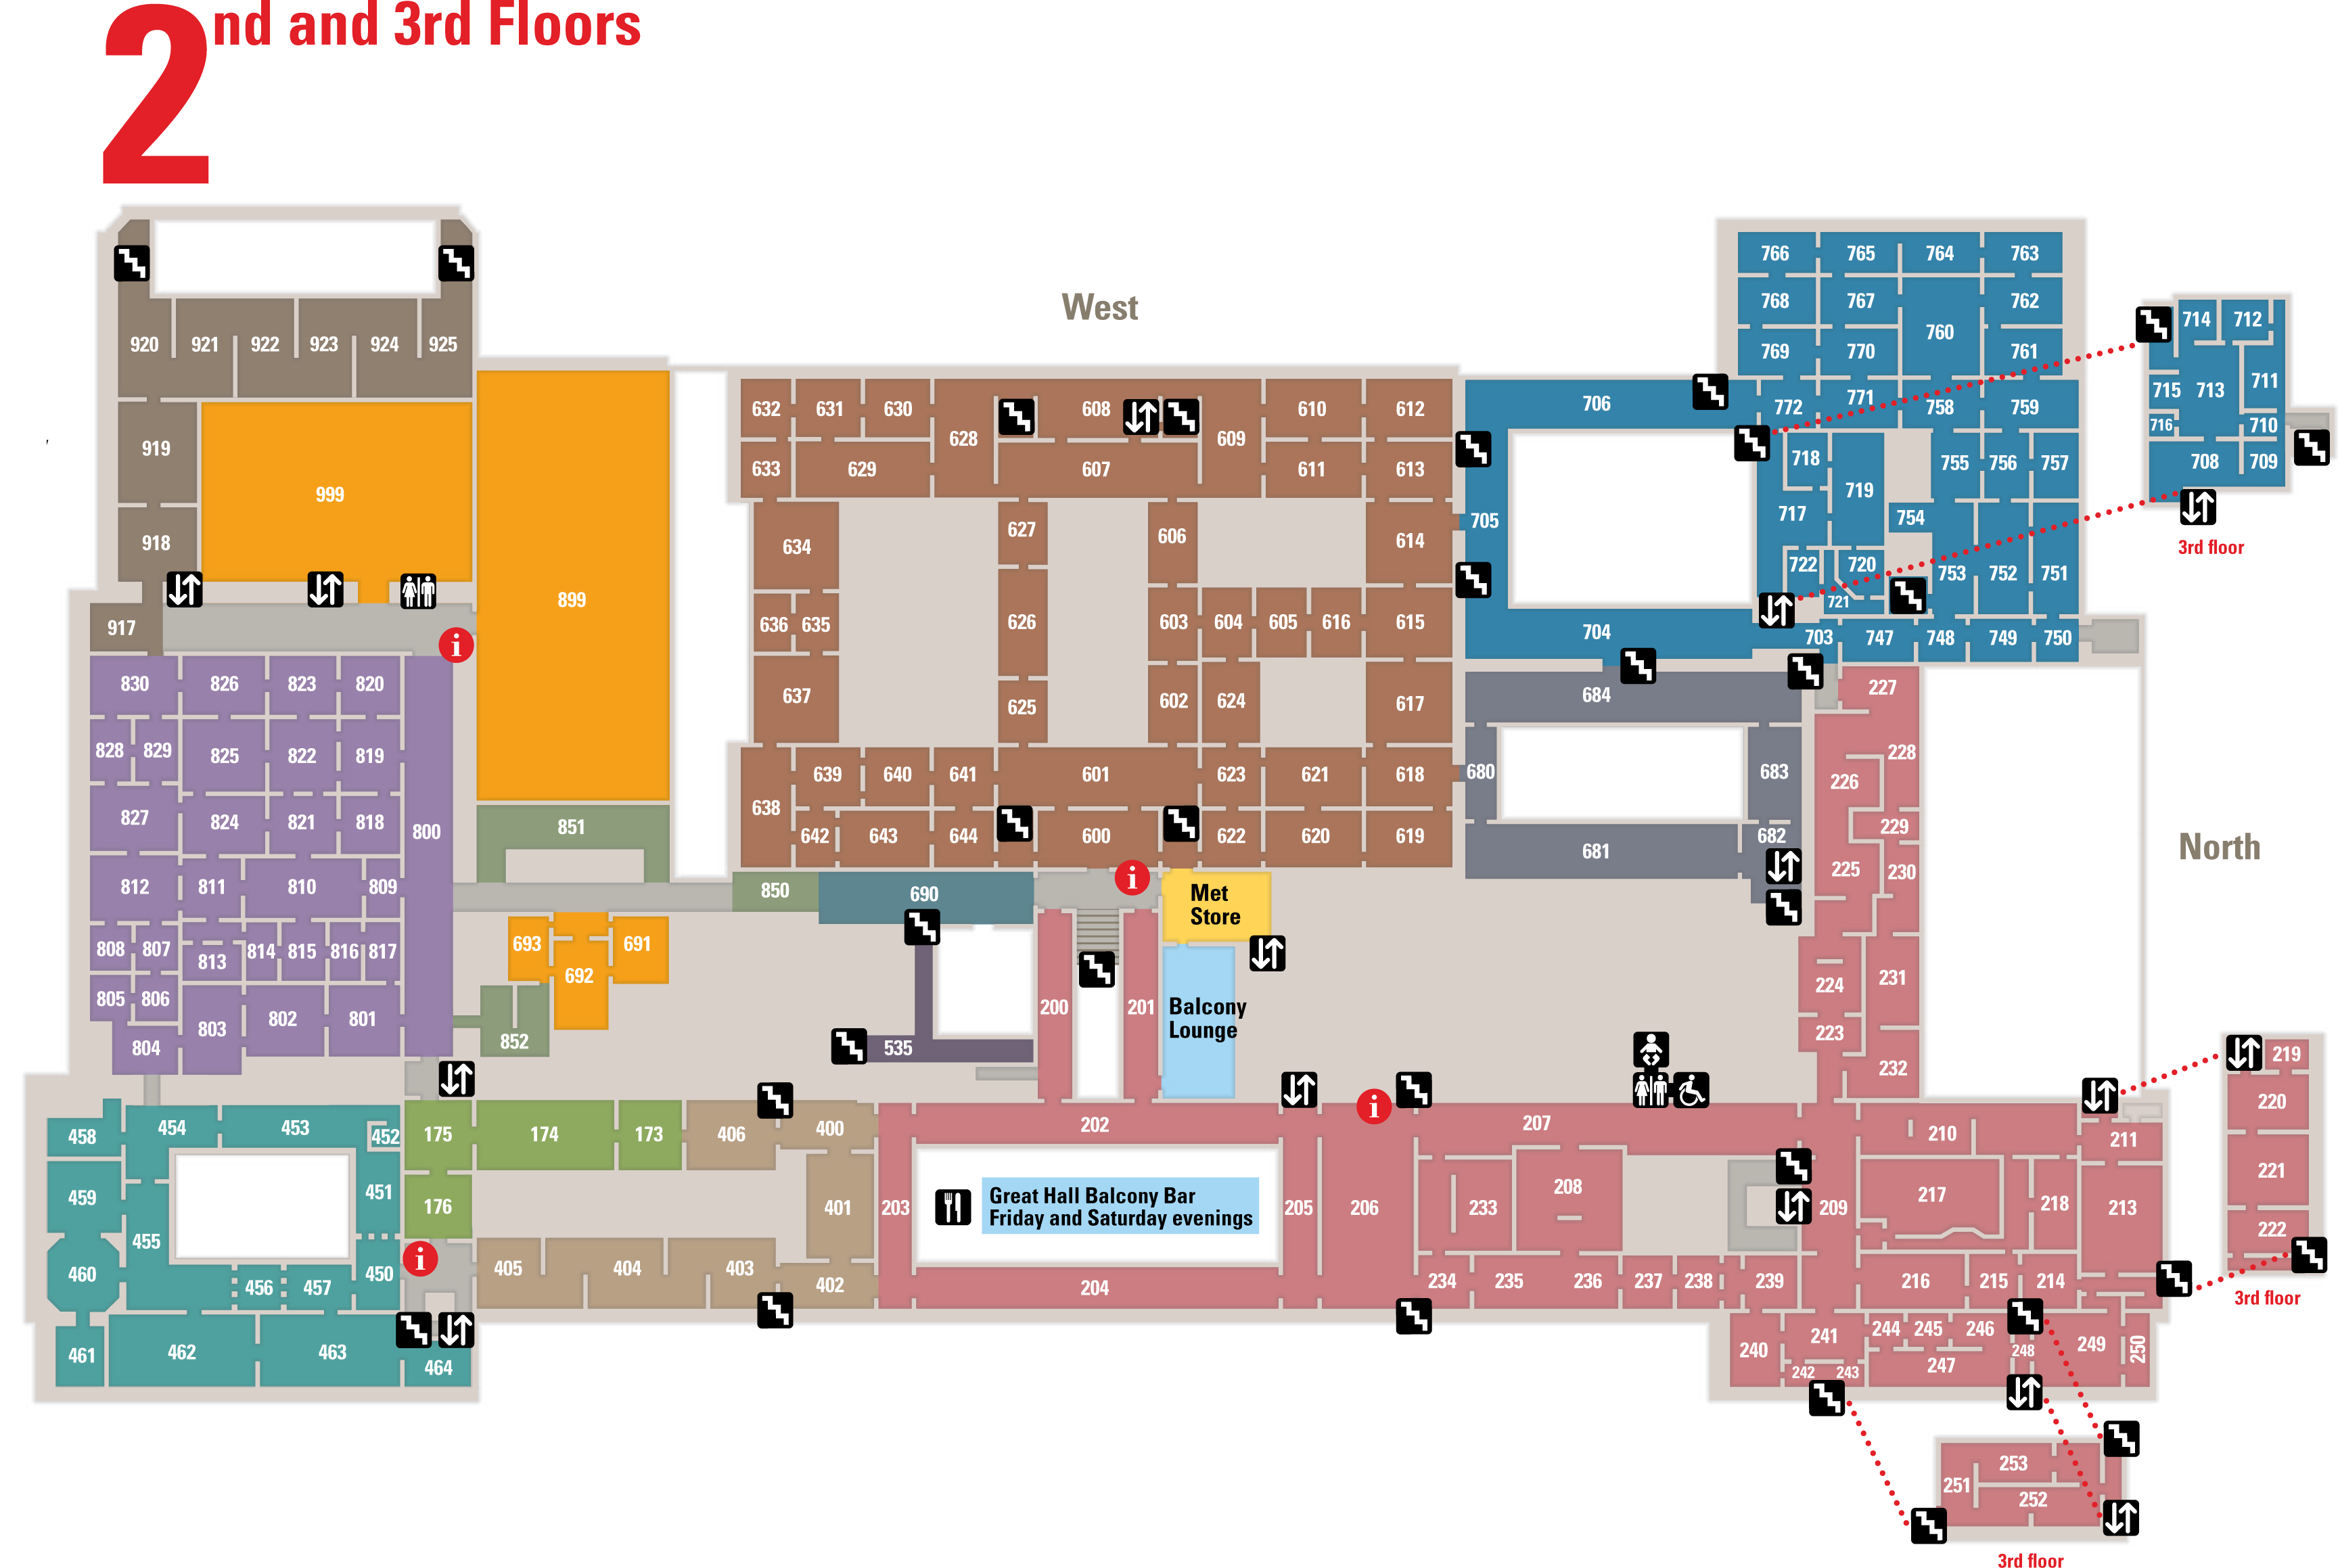 2nd and 3rd Floors
West
766 765 764 763
768 767 762
760
769 770 761
714 712
715 713 711
716 710
708 709
3rd floor
920 921 922 923 924 925
919
999
918
917
899
632 631 630 608 610 612
628 609
633 629 607 611 613
634 627 606 614
636 635 626 603 604 605 616 615
637 625 602 624 617
639 640 641 601 623 621 618
638
642 643 644 600 622 620 619
706 772 771 758 759
718 755 756 757
719
705 717 754
722 720 753 752 751
721
704 703 747 748 749 750
684
680 683
681 682
227
228
226
229
225 230
224 231
223
232
North
830 826 823 820
828 829 825 822 819
827 824 821 818 800
812 811 810 809
808 807 813 814 815 816 817
805 806 803 802 801
804
851
850 690
i
Met
Store
693 691
692
852
535
200 201
Balcony
Lounge
i
458 454 453 452
459 451
455
460 456 457 450
461 462 463 464
175 174 173 406 400
176 401
405 404 403 402
i
202
203 205 206
Great Hall Balcony Bar
Friday and Saturday evenings
204
i
207
208
233
234 235 236 237 238 239
209
210 211
217 218 213
216 215 214
240 241 244 245 246 249 250
242 243 247 248
219
220
221
222
3rd floor
253
251
252
3rd floor